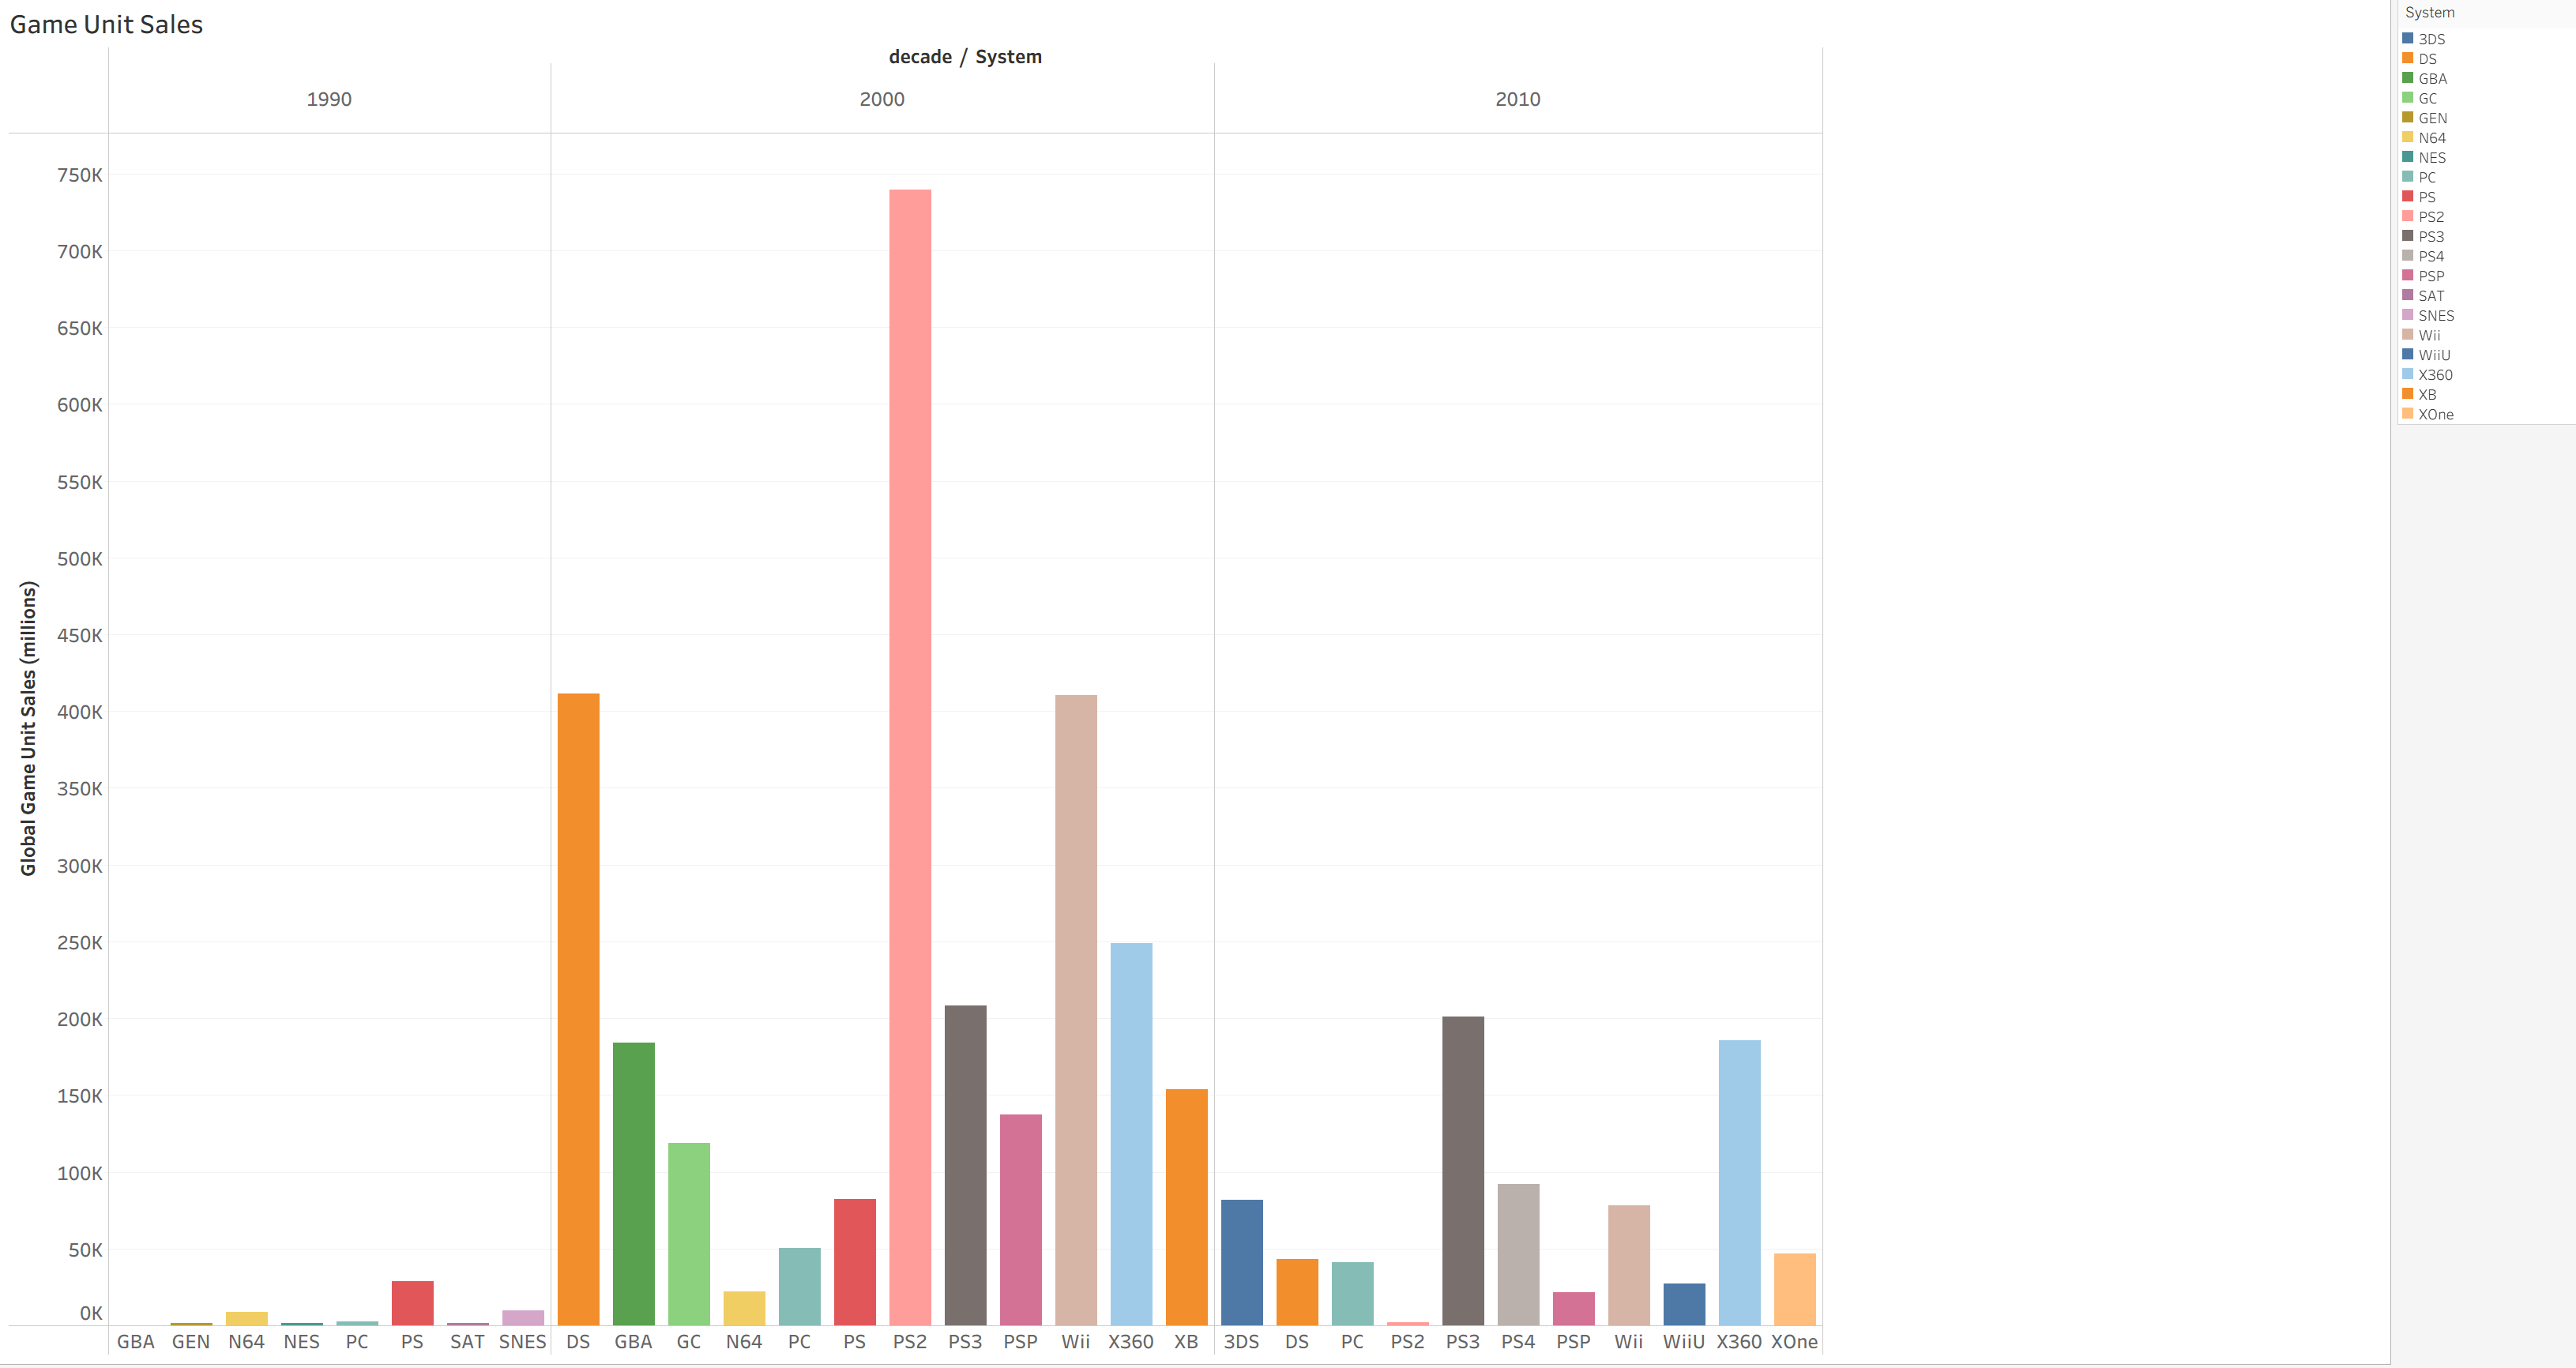 Game Unit Sales
decade / System
1990 2000 2010
750K
700K
650K
600K
550K
500K
450K
400K
350K
300K
250K
200K
150K
100K
50K
0K
Global Game Unit Sales (millions)
GBA GEN N64 NES PC PS SAT SNES DS GBA GC N64 PC PS PS2 PS3 PSP Wii X360 XB 3DS DS PC PS2 PS3 PS4 PSP Wii WiiU X360 XOne
System
3DS
DS
GBA
GC
GEN
N64
NES
PC
PS
PS2
PS3
PS4
PSP
SAT
SNES
Wii
WiiU
X360
XB
XOne